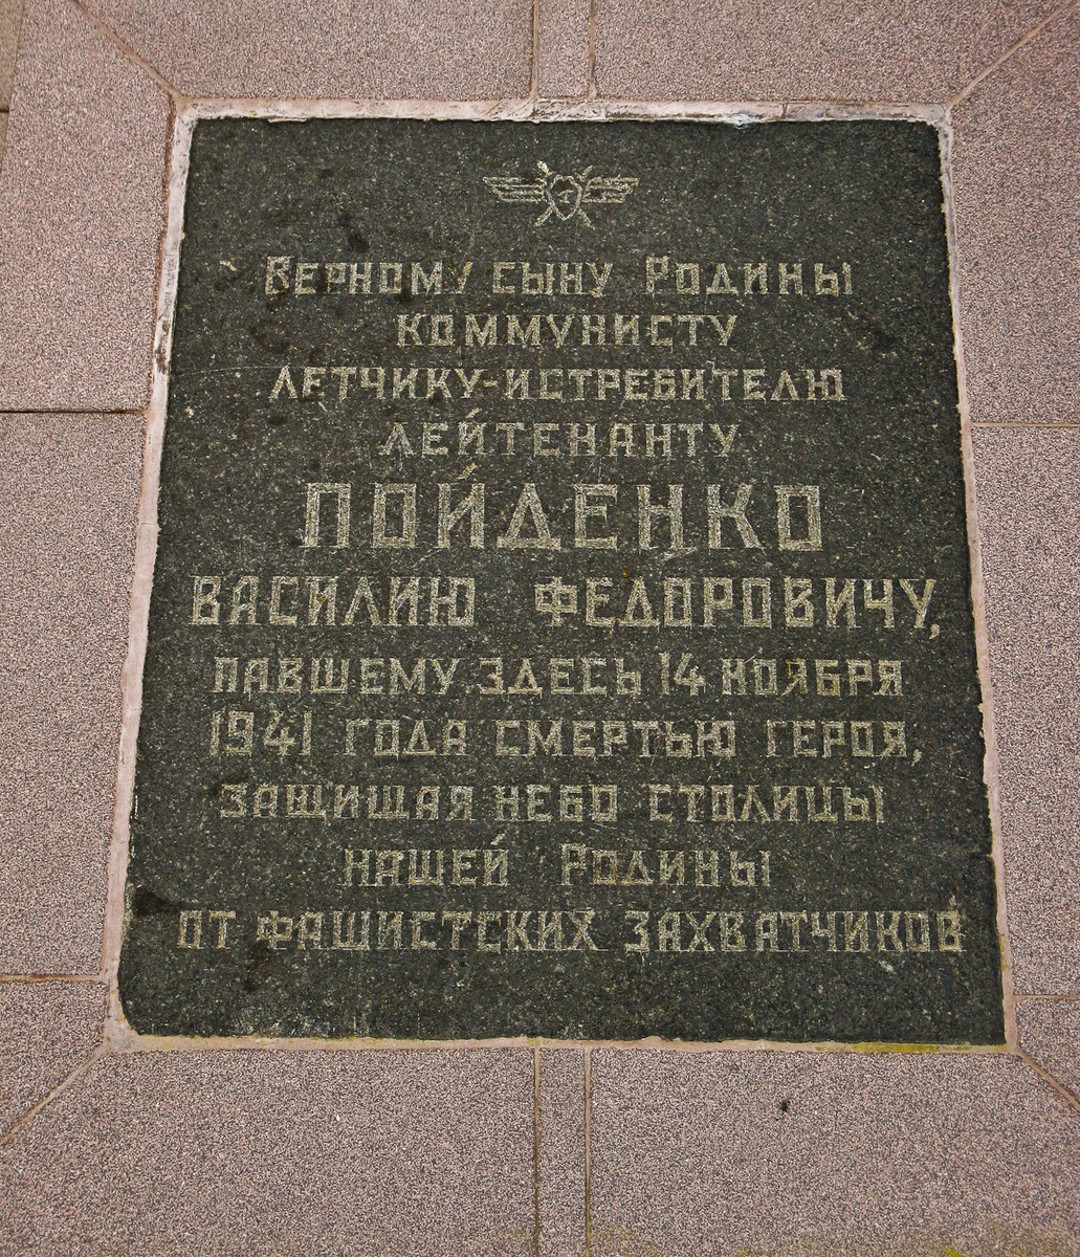 Верному сыну Родины
коммунисту
летчику-истребителю
лейтенанту
ПОЙДЕНКО
ВАСИЛИЮ ФЕДОРОВИЧУ,
павшему здесь 14 ноября
1941 года смертью героя,
защищая небо столицы
нашей Родины
от фашистских захватчиков